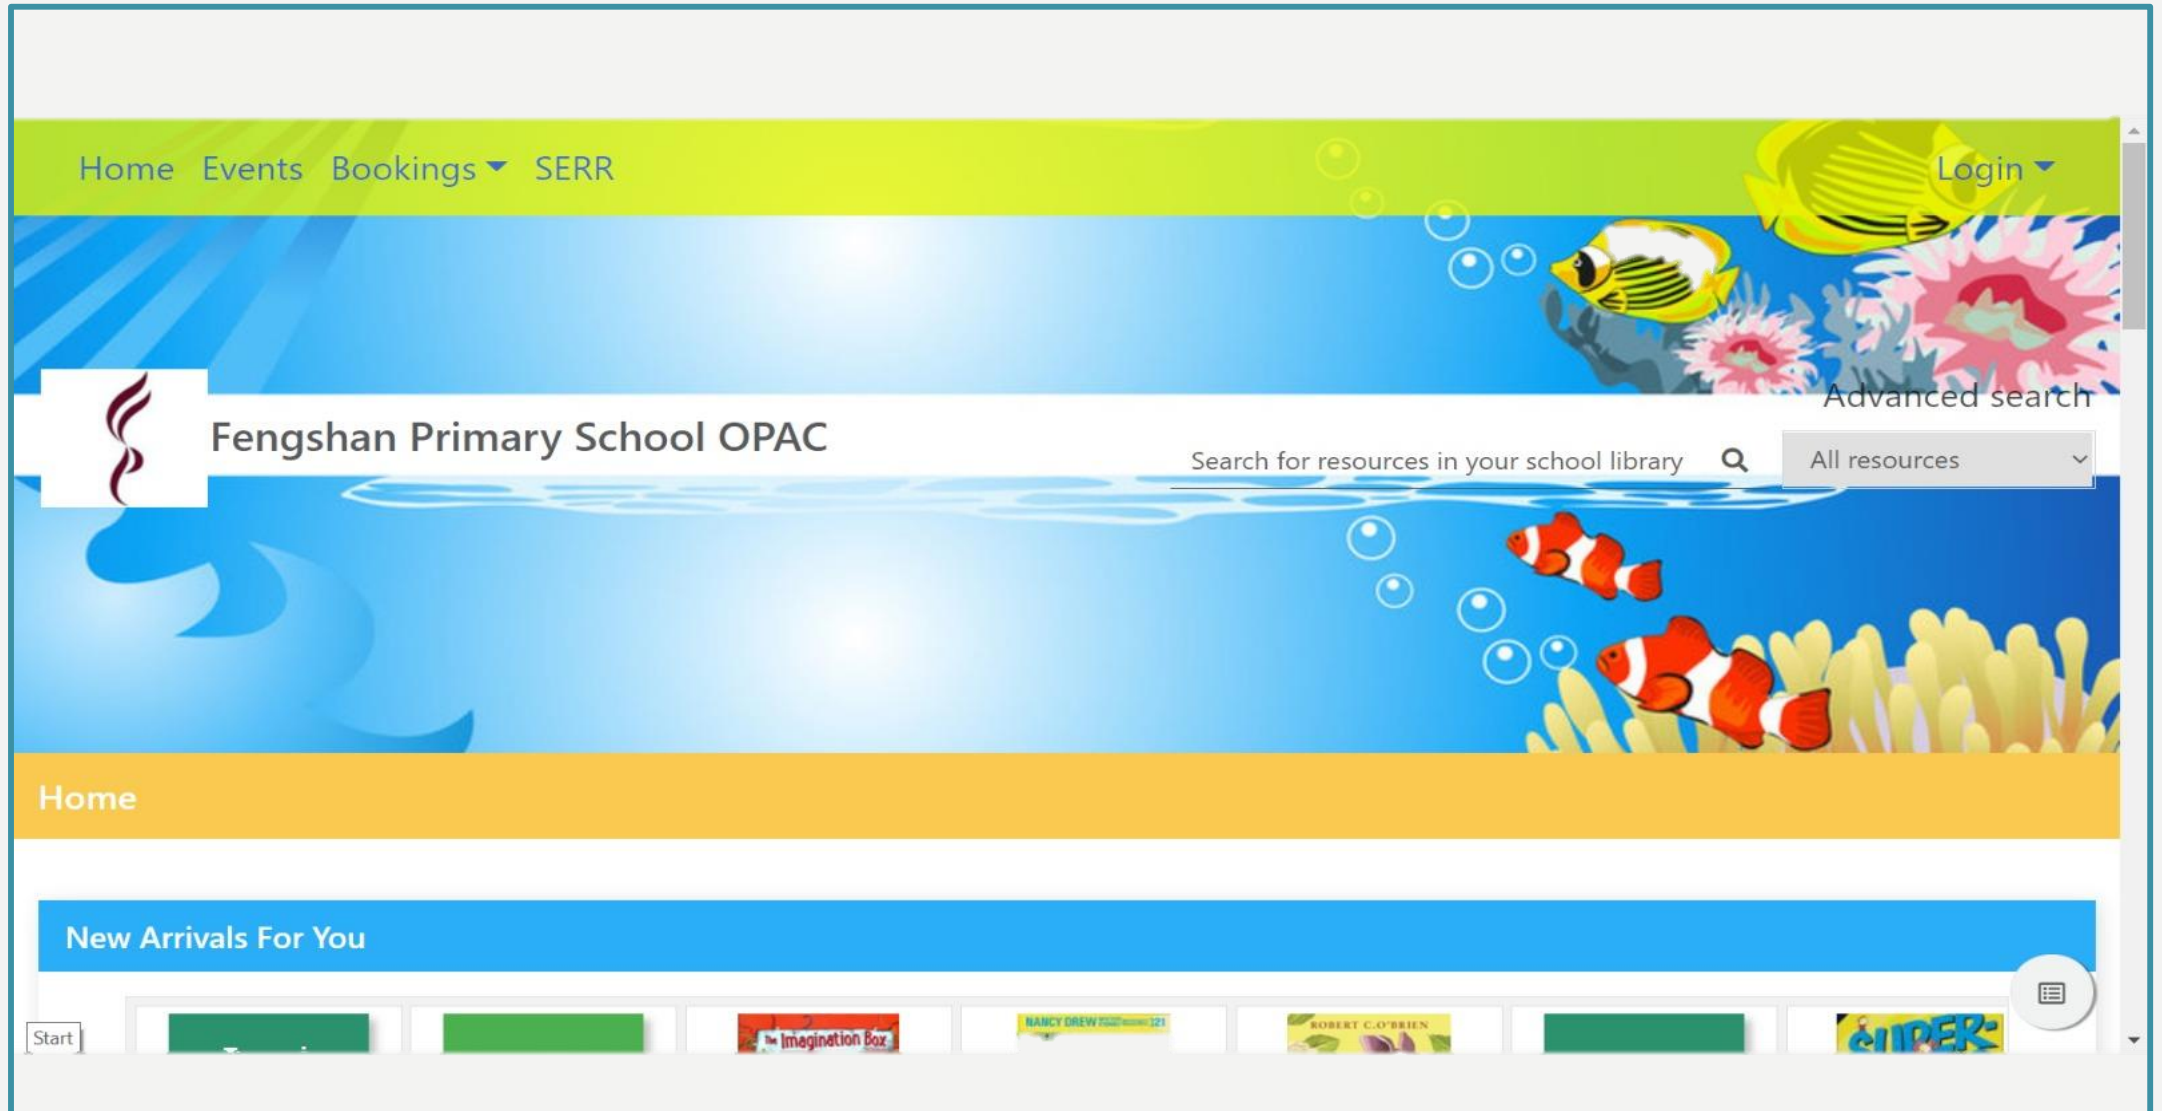 Home Events Bookings SERR Login
Advanced search
Fengshan Primary School OPAC
Search for resources in your school library All resources
Home
New Arrivals For You
The Imagination Box
NANCY DREW 121
ROBERT C.O'BRIEN
SUPER-
Start